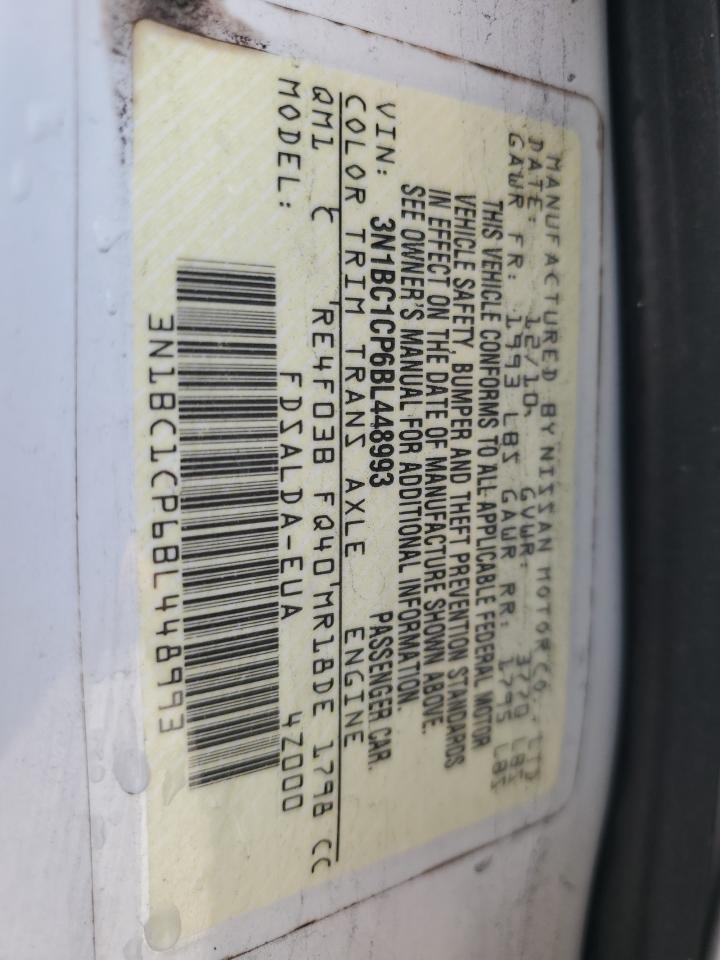 MANUFACTURED BY NISSAN MOTOR CO., LTD.
DATE: 12/10 GVWR: 3770 LBS
GAWR FR: 1993 LBS GAWR RR: 1795 LBS
THIS VEHICLE CONFORMS TO ALL APPLICABLE FEDERAL MOTOR
VEHICLE SAFETY, BUMPER AND THEFT PREVENTION STANDARDS
IN EFFECT ON THE DATE OF MANUFACTURE SHOWN ABOVE.
SEE OWNER'S MANUAL FOR ADDITIONAL INFORMATION.
VIN: 3N1BC1CP6BL448993 PASSENGER CAR.
COLOR TRIM TRANS AXLE ENGINE
QM1 C RE4F03B FQ40 MR18DE 1798 CC
MODEL: FDSALDA-EUA 4Z000
3N1BC1CP6BL448993